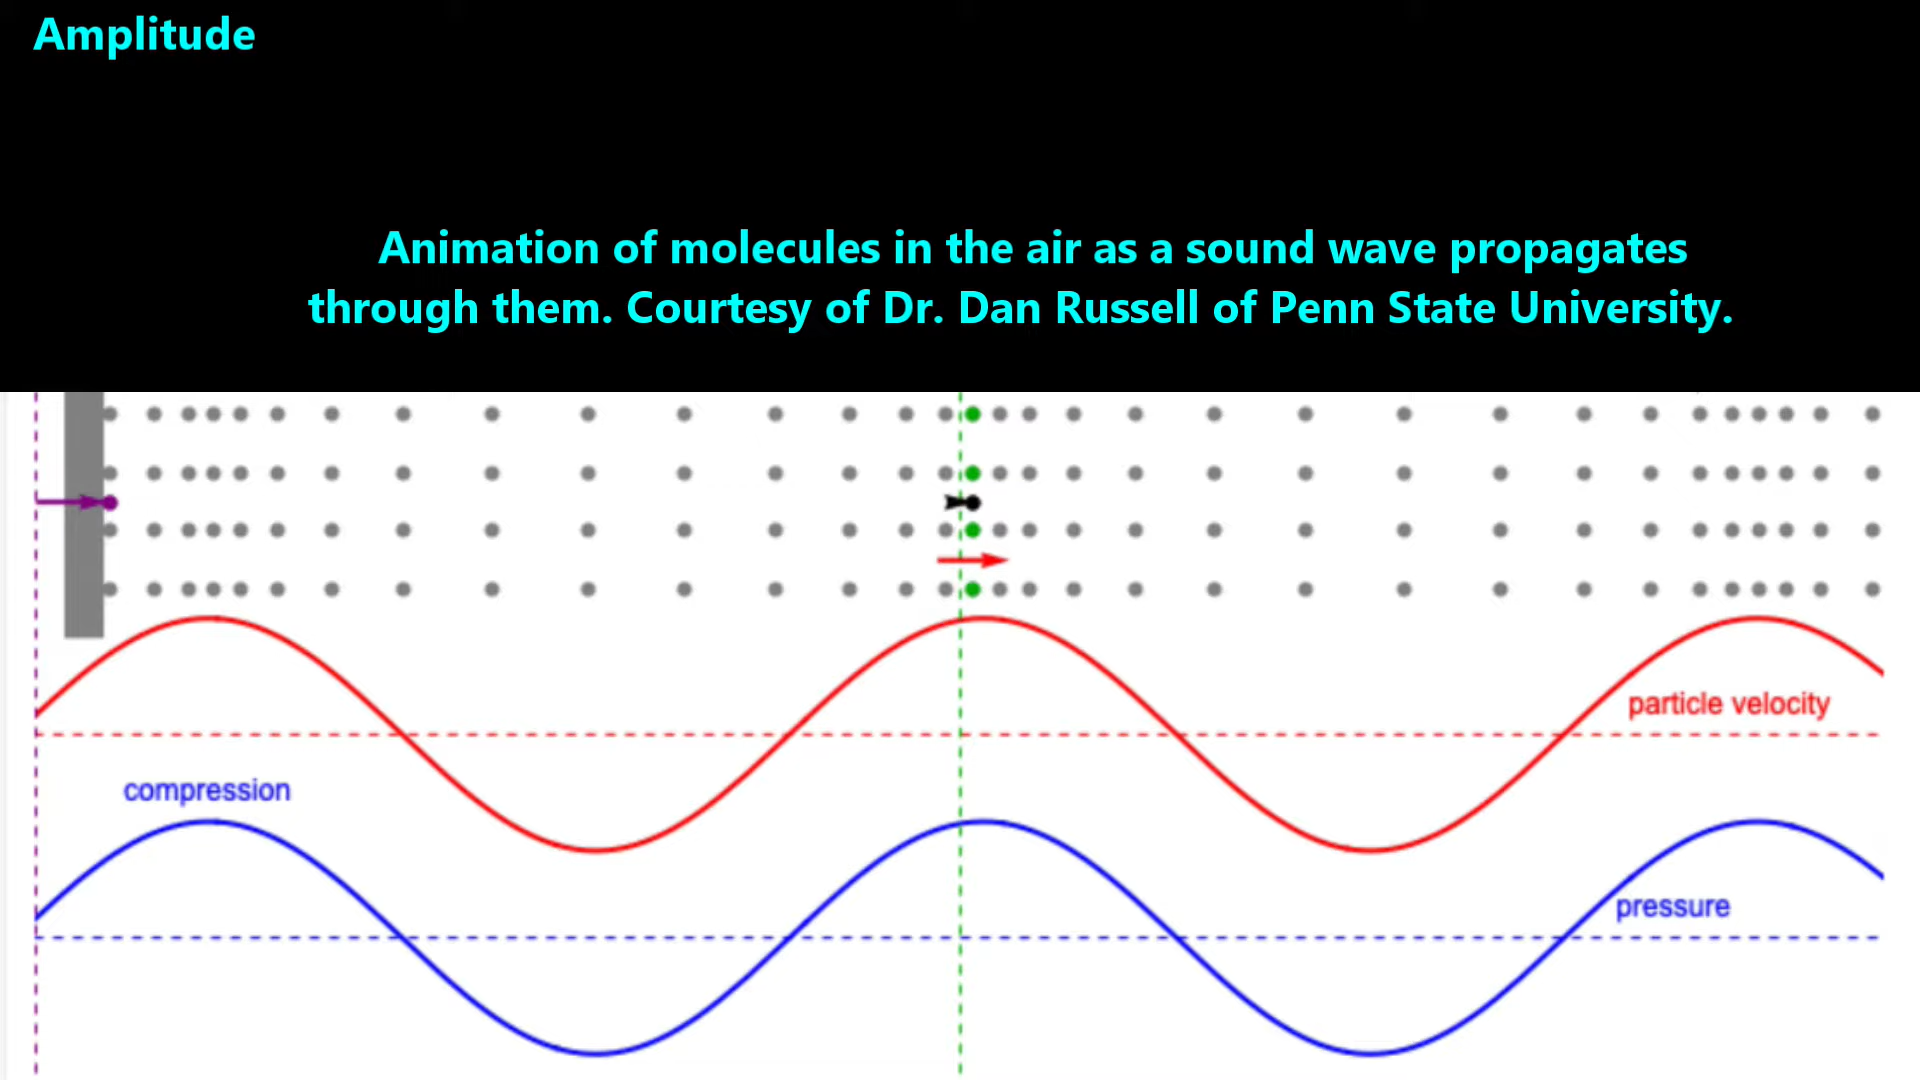 Amplitude
Animation of molecules in the air as a sound wave propagates
through them. Courtesy of Dr. Dan Russell of Penn State University.
particle velocity
compression
pressure